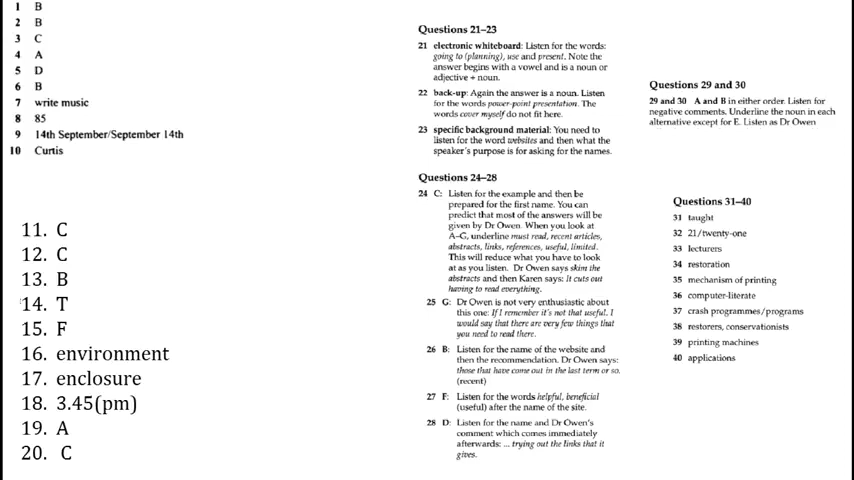 1 B
2 B
3 C
4 A
5 D
6 B
7 write music
8 85
9 14th September/September 14th
10 Curtis
11. C
12. C
13. B
14. T
15. F
16. environment
17. enclosure
18. 3.45(pm)
19. A
20. C
Questions 21–23
21 electronic whiteboard: Listen for the words:
going to (planning), use and present. Note the
answer begins with a vowel and is a noun or
adjective + noun.
22 back-up: Again the answer is a noun. Listen
for the words power-point presentation. The
words cover myself do not fit here.
23 specific background material: You need to
listen for the word websites and then what the
speaker's purpose is for asking for the names.
Questions 24–28
24 C: Listen for the example and then be
prepared for the first name. You can
predict that most of the answers will be
given by Dr Owen. When you look at
A–G, underline must read, recent articles,
abstracts, links, references, useful, limited.
This will reduce what you have to look
at as you listen. Dr Owen says skim the
abstracts and then Karen says: It cuts out
having to read everything.
25 G: Dr Owen is not very enthusiastic about
this one: If I remember it's not that useful. I
would say that there are very few things that
you need to read there.
26 B: Listen for the name of the website and
then the recommendation. Dr Owen says:
those that have come out in the last term or so.
(recent)
27 F: Listen for the words helpful, beneficial
(useful) after the name of the site.
28 D: Listen for the name and Dr Owen's
comment which comes immediately
afterwards: ... trying out the links that it
gives.
Questions 29 and 30
29 and 30 A and B in either order. Listen for
negative comments. Underline the noun in each
alternative except for E. Listen as Dr Owen
Questions 31–40
31 taught
32 21/twenty-one
33 lecturers
34 restoration
35 mechanism of printing
36 computer-literate
37 crash programmes/programs
38 restorers, conservationists
39 printing machines
40 applications